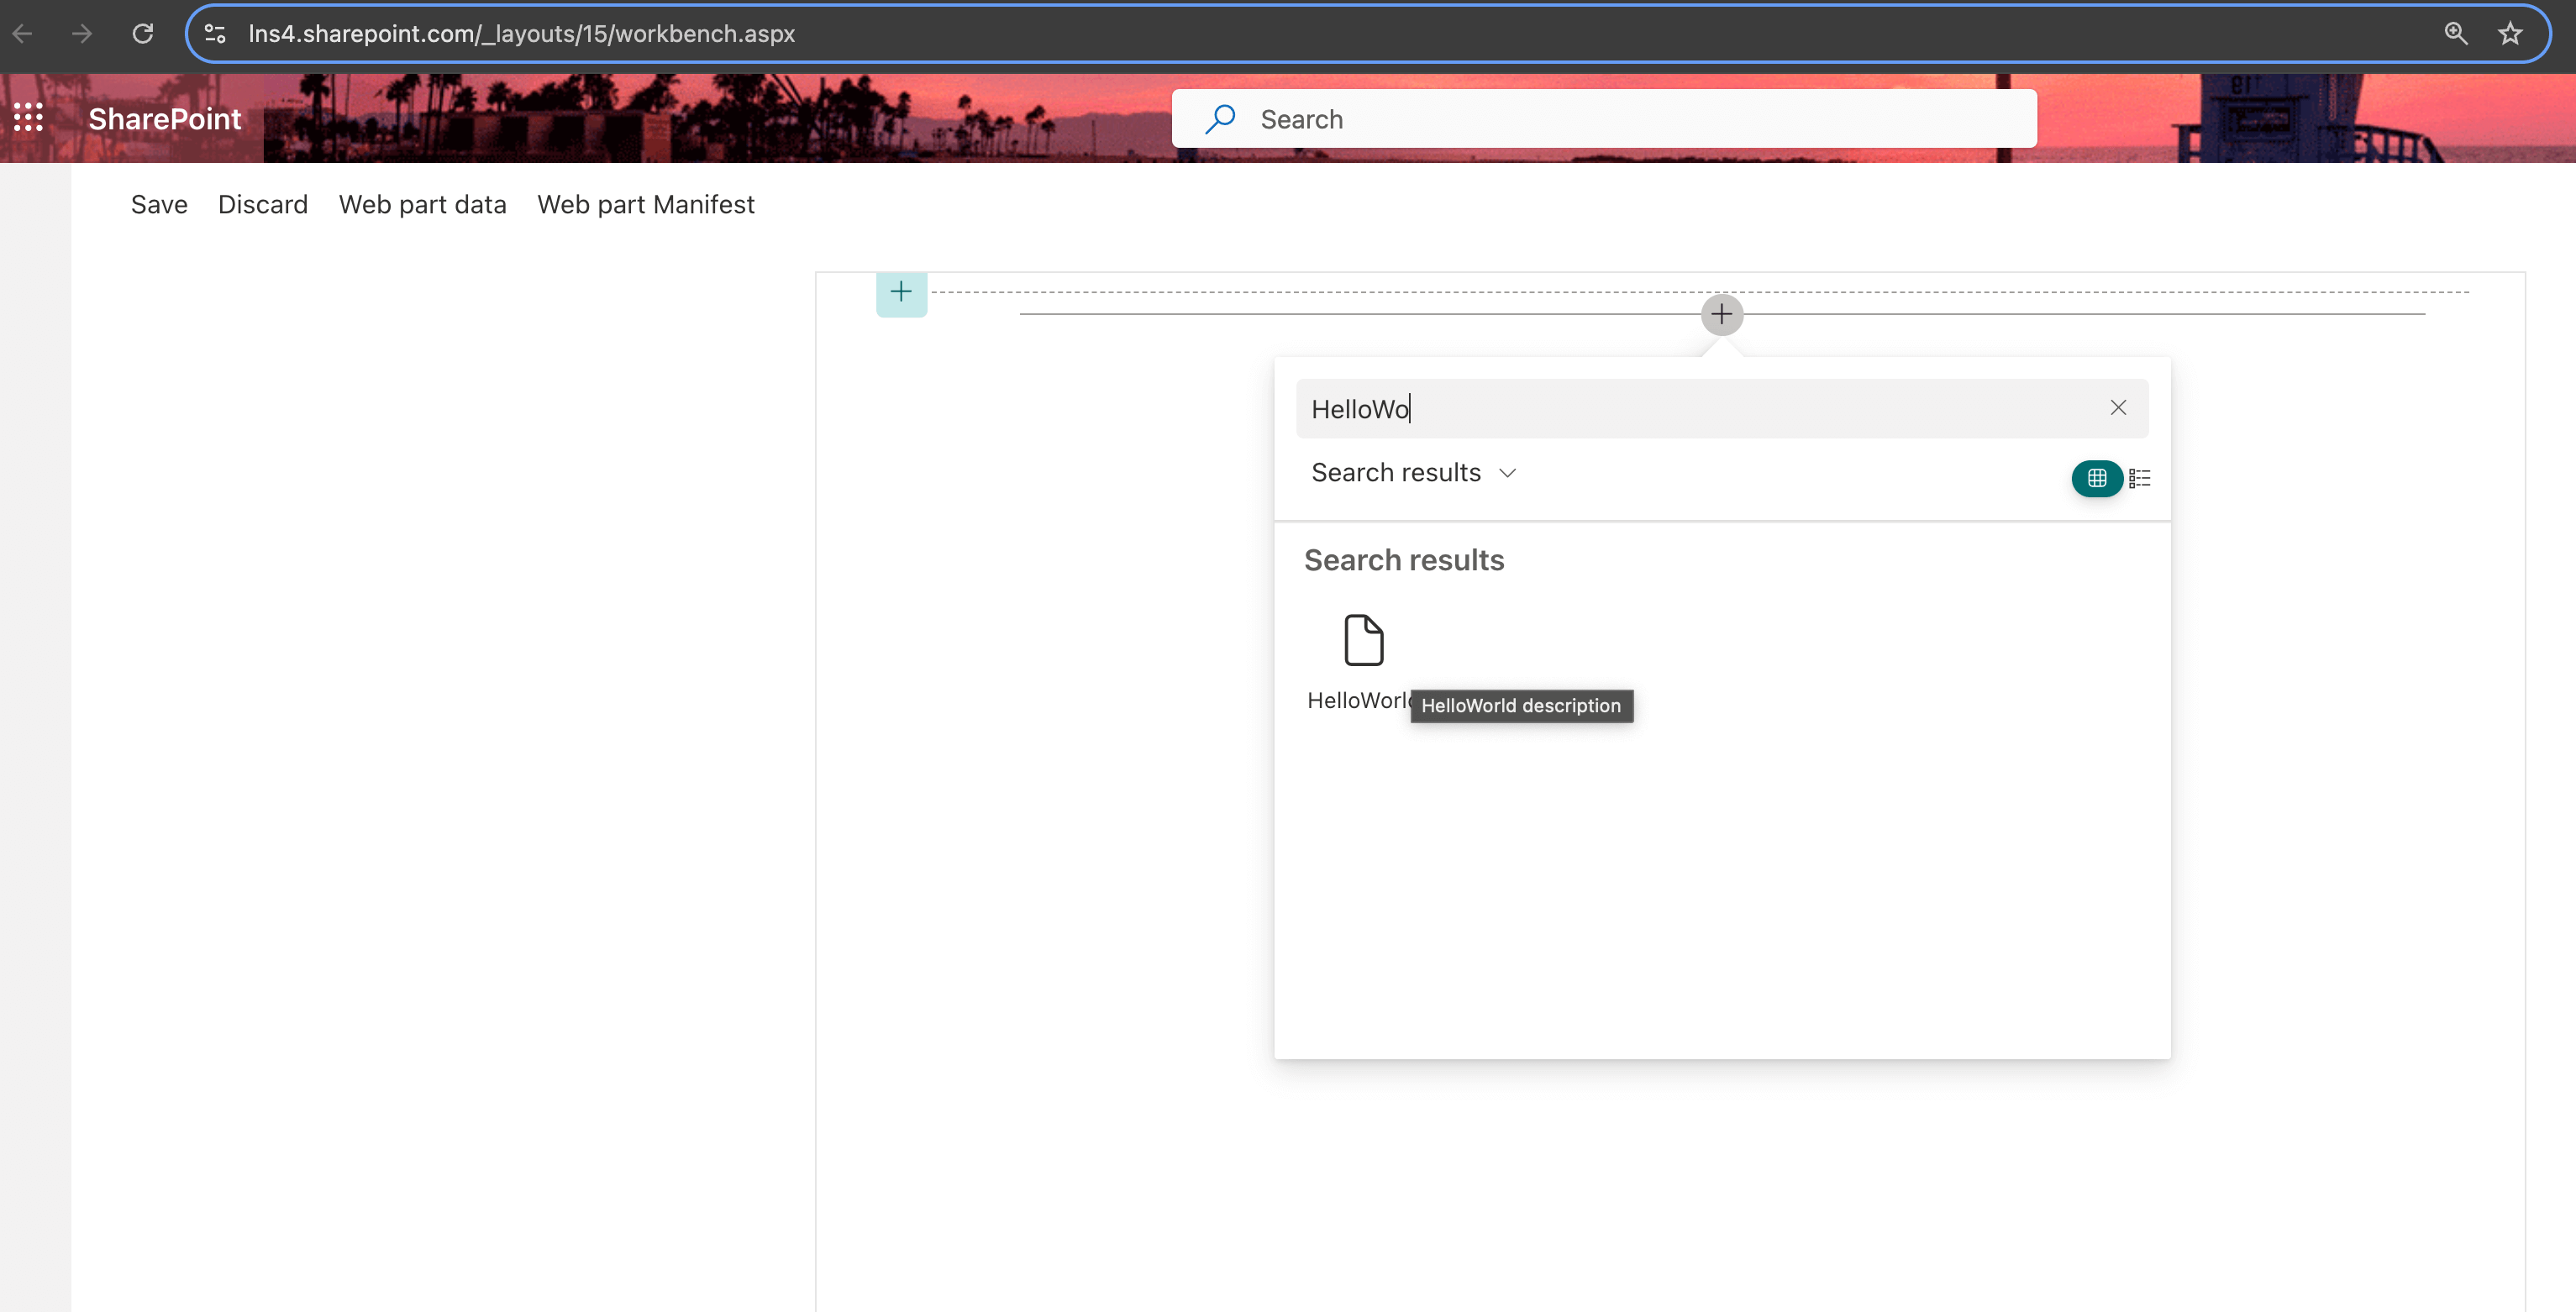 lns4.sharepoint.com/_layouts/15/workbench.aspx
SharePoint
Search
Save Discard Web part data Web part Manifest
HelloWo
Search results
Search results
HelloWorld
HelloWorld description